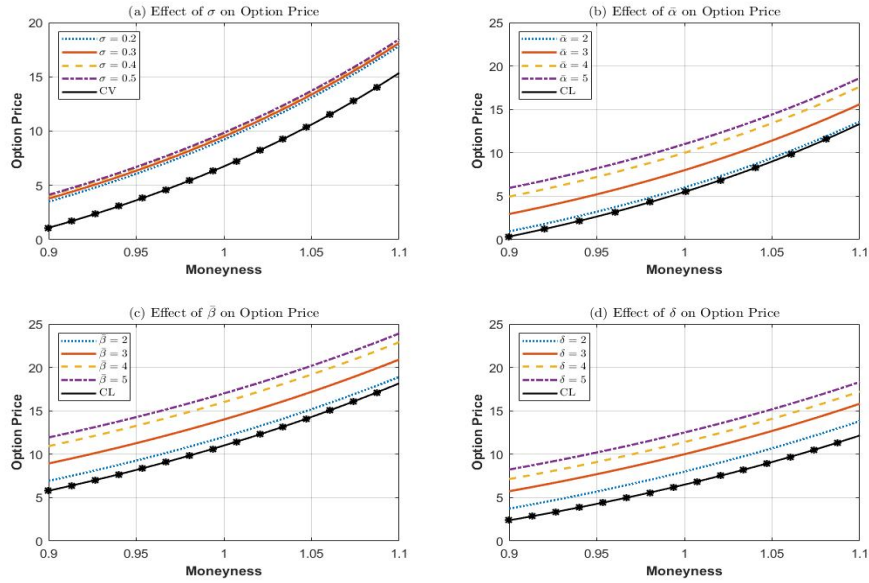 (a) Effect of σ on Option Price
20
15
10
5
0
Option Price
σ = 0.2
σ = 0.3
σ = 0.4
σ = 0.5
CV
0.9 0.95 1 1.05 1.1
Moneyness
(b) Effect of ᾱ on Option Price
25
20
15
10
5
0
Option Price
ᾱ = 2
ᾱ = 3
ᾱ = 4
ᾱ = 5
CL
0.9 0.95 1 1.05 1.1
Moneyness
(c) Effect of β̄ on Option Price
25
20
15
10
5
0
Option Price
β̄ = 2
β̄ = 3
β̄ = 4
β̄ = 5
CL
0.9 0.95 1 1.05 1.1
Moneyness
(d) Effect of δ on Option Price
25
20
15
10
5
0
Option Price
δ = 2
δ = 3
δ = 4
δ = 5
CL
0.9 0.95 1 1.05 1.1
Moneyness